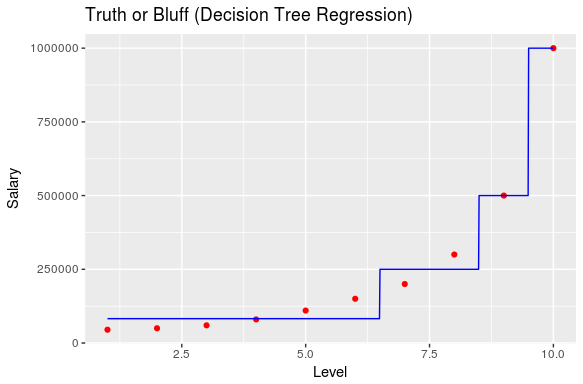 Truth or Bluff (Decision Tree Regression)
1000000
750000
500000
250000
0
Salary
2.5 5.0 7.5 10.0
Level